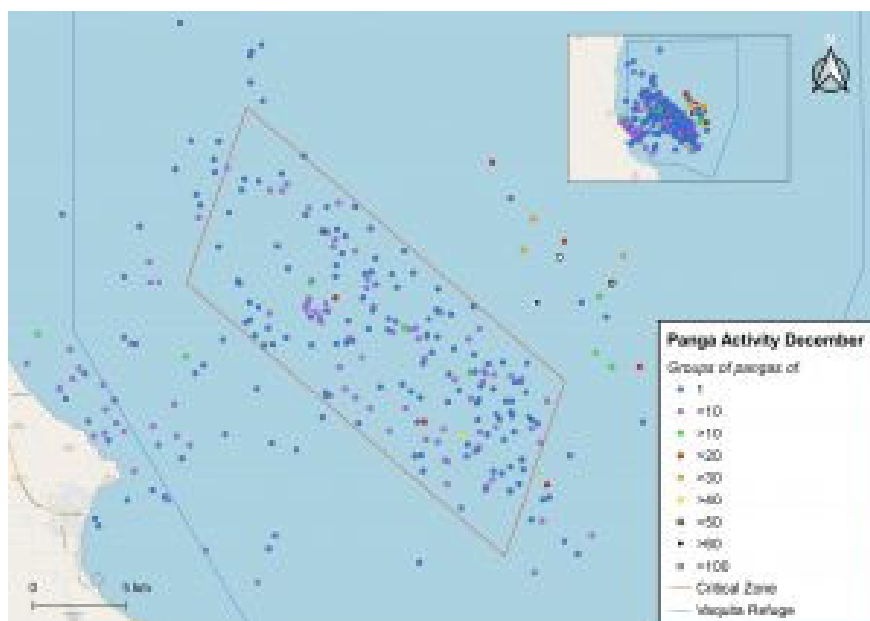 N
Panga Activity December
Groups of pangas of
1
<10
>10
>20
>30
>40
>50
>60
>100
0
5 km
Critical Zone
Vaquita Refuge